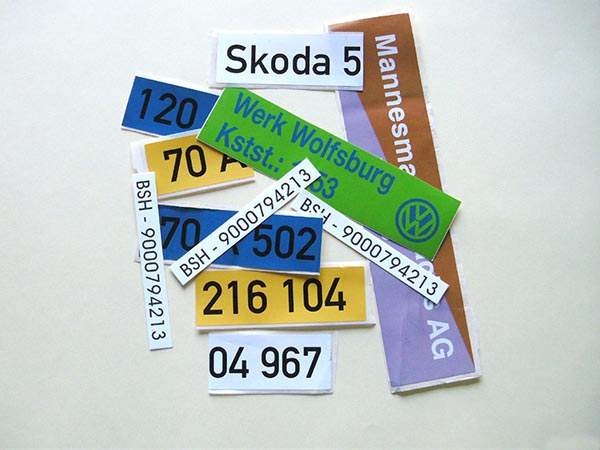 Skoda 5
120
Werk Wolfsburg
Kstst.: 53
70 A
70 A 502
BSH - 9000794213
BSH - 9000794213
BSH - 9000794213
216 104
04 967
AG